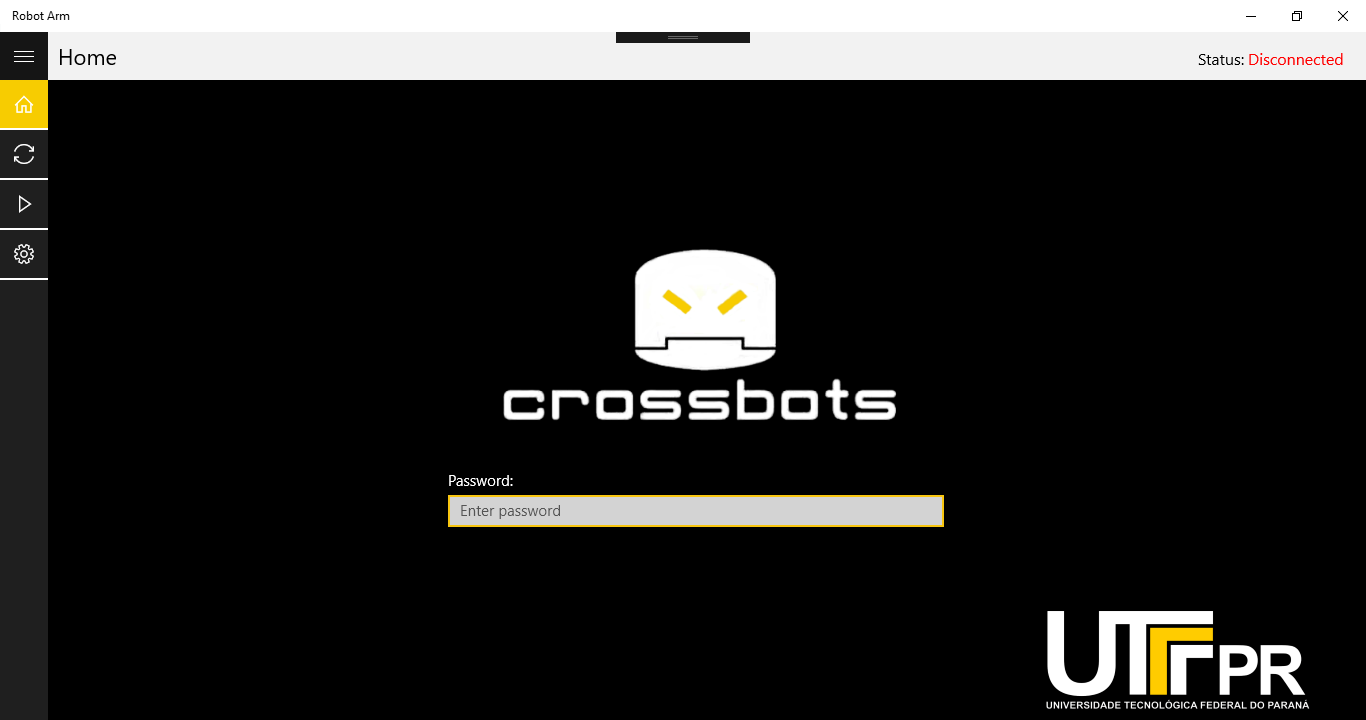 Robot Arm
Home
Status: Disconnected
crossbots
Password:
Enter password
UTFPR
UNIVERSIDADE TECNOLÓGICA FEDERAL DO PARANÁ